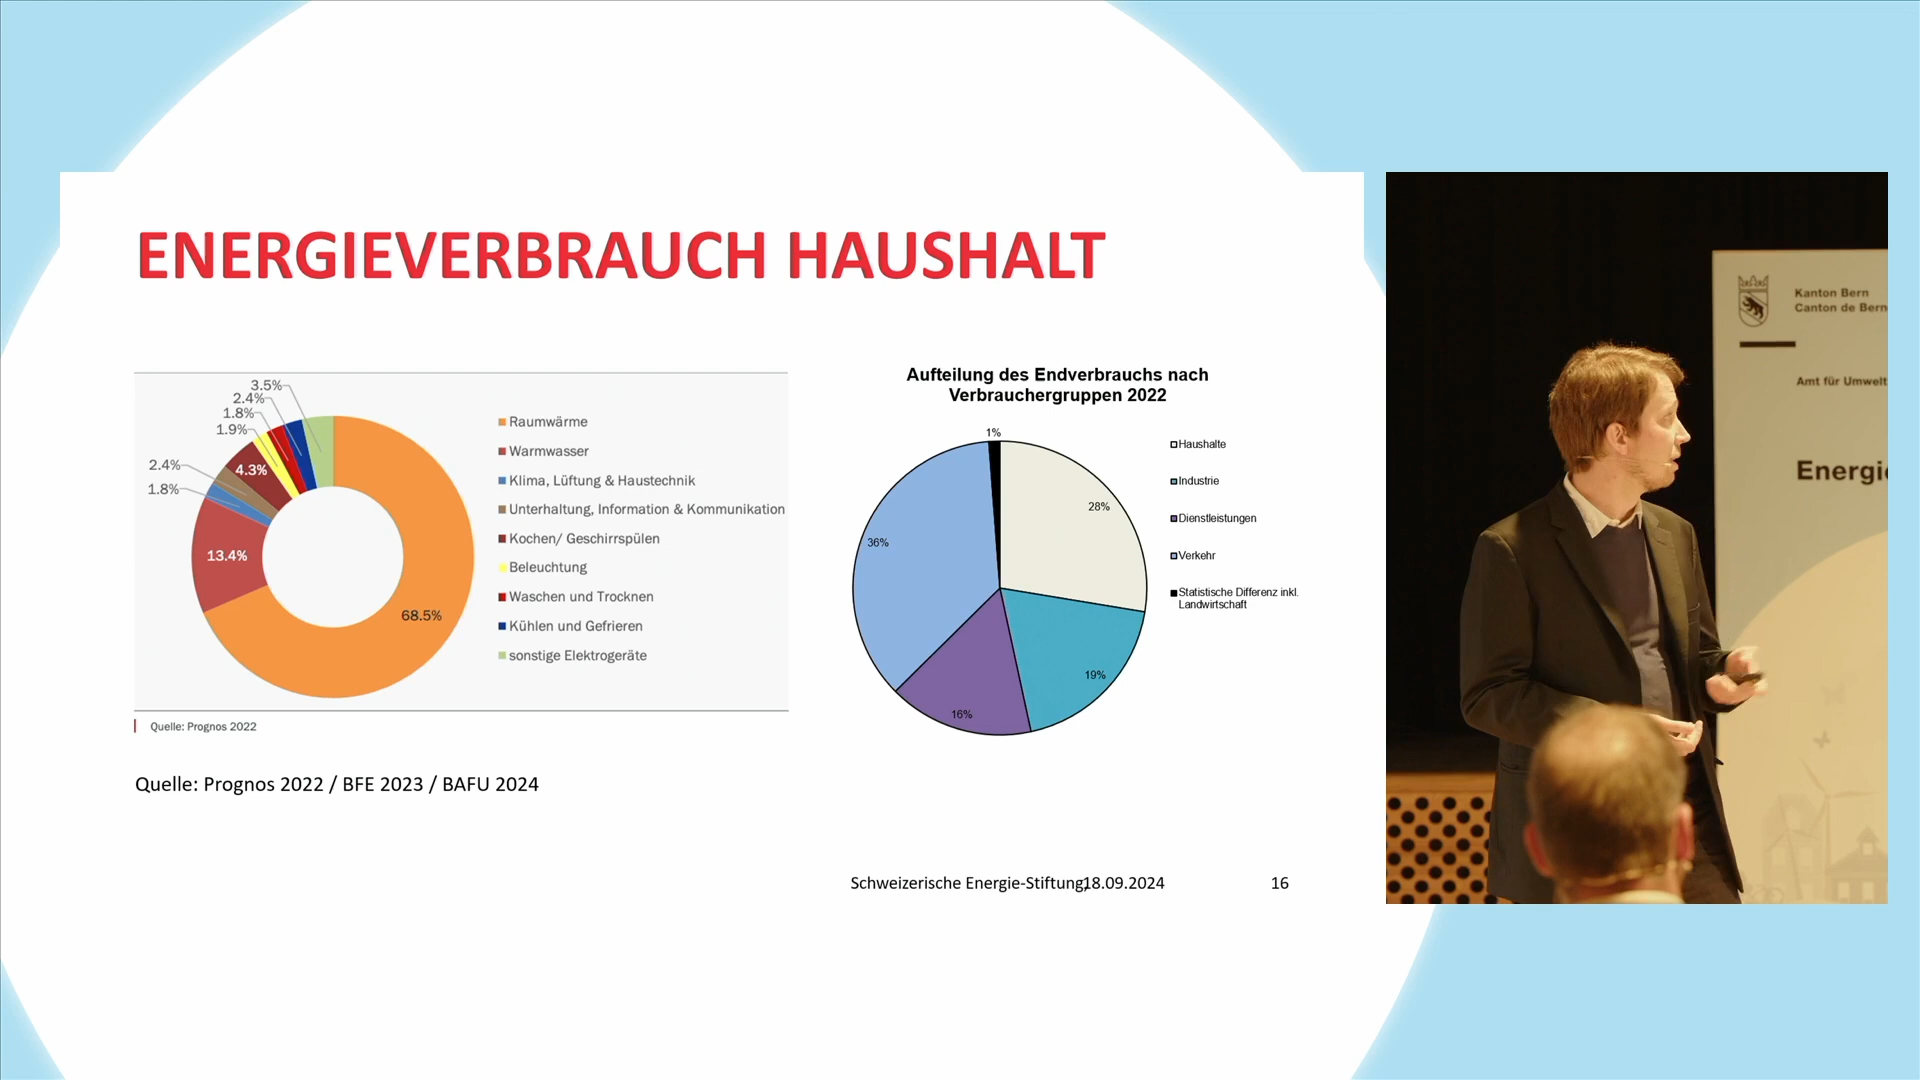 ENERGIEVERBRAUCH HAUSHALT
3.5%
2.4%
1.8%
1.9%
4.3%
2.4%
1.8%
13.4%
68.5%
Raumwärme
Warmwasser
Klima, Lüftung & Haustechnik
Unterhaltung, Information & Kommunikation
Kochen/ Geschirrspülen
Beleuchtung
Waschen und Trocknen
Kühlen und Gefrieren
sonstige Elektrogeräte
Quelle: Prognos 2022
Quelle: Prognos 2022 / BFE 2023 / BAFU 2024
Aufteilung des Endverbrauchs nach
Verbrauchergruppen 2022
1%
28%
36%
19%
16%
Haushalte
Industrie
Dienstleistungen
Verkehr
Statistische Differenz inkl.
Landwirtschaft
Schweizerische Energie-Stiftung, 18.09.2024
16
Kanton Bern
Canton de Bern
Amt für Umwelt
Energi